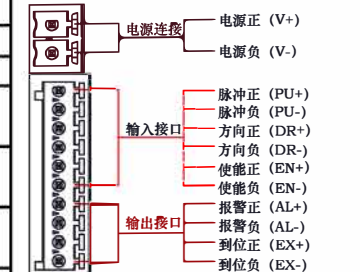 电源正（V+）
电源连接
电源负（V-）
脉冲正（PU+）
脉冲负（PU-）
输入接口
方向正（DR+）
方向负（DR-）
使能正（EN+）
使能负（EN-）
报警正（AL+）
输出接口
报警负（AL-）
到位正（EX+）
到位负（EX-）